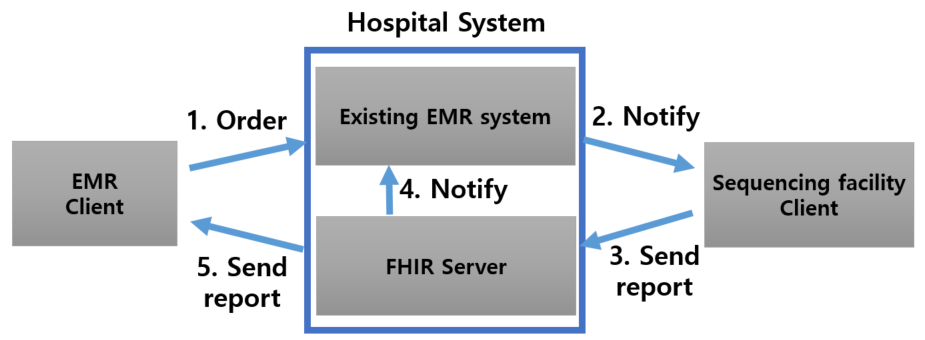 Hospital System
1. Order
Existing EMR system
2. Notify
EMR
Client
4. Notify
Sequencing facility
Client
5. Send
report
FHIR Server
3. Send
report